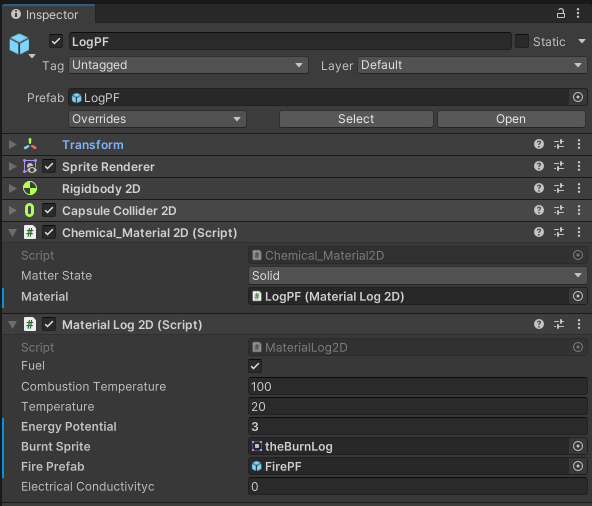 Inspector
LogPF Static
Tag Untagged Layer Default
Prefab LogPF
Overrides Select Open
Transform
Sprite Renderer
Rigidbody 2D
Capsule Collider 2D
Chemical_Material 2D (Script)
Script Chemical_Material2D
Matter State Solid
Material LogPF (Material Log 2D)
Material Log 2D (Script)
Script MaterialLog2D
Fuel
Combustion Temperature 100
Temperature 20
Energy Potential 3
Burnt Sprite theBurnLog
Fire Prefab FirePF
Electrical Conductivityc 0